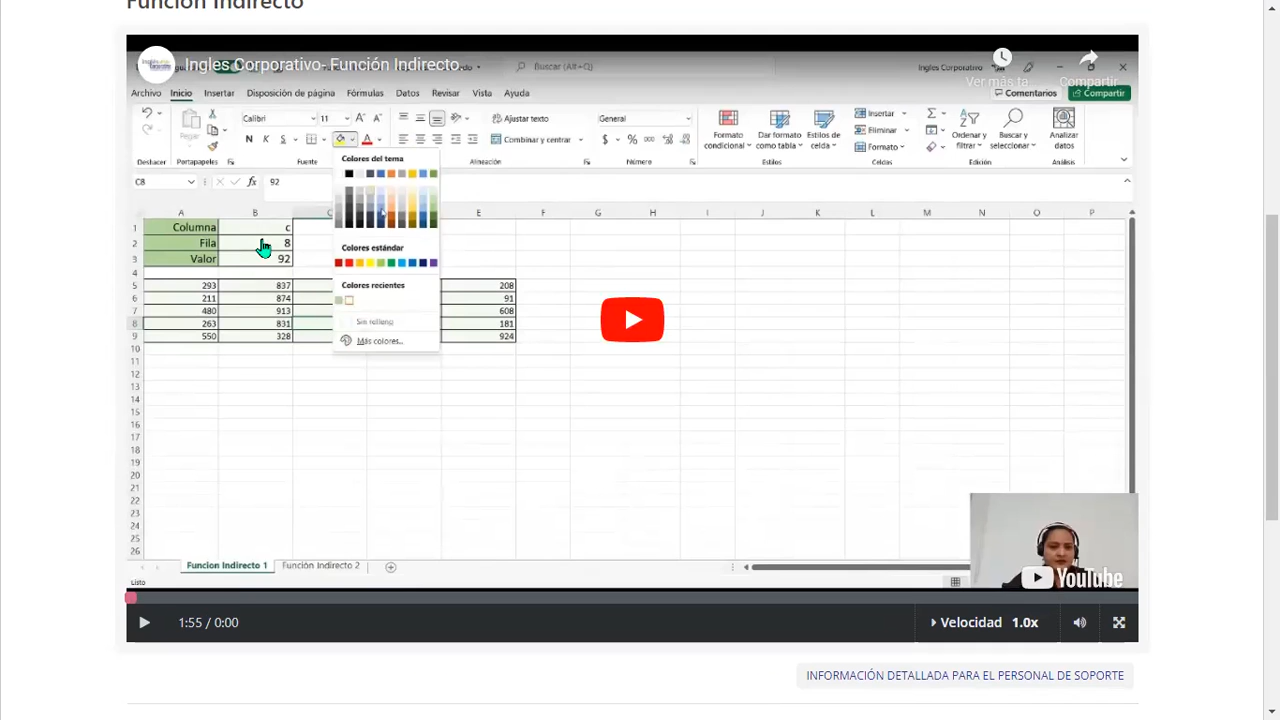 Función Indirecto
Ingles Corporativo- Función Indirecto.
Buscar (Alt+Q)
Ingles Corporativo
Ver más ta...
Compartir
Archivo Inicio Insertar Disposición de página Fórmulas Datos Revisar Vista Ayuda
Comentarios
Compartir
Pegar
Calibri 11
N K S
A
Ajustar texto
Combinar y centrar
General
$ % 000
Formato condicional
Dar formato como tabla
Estilos de celda
Insertar
Eliminar
Formato
Ordenar y filtrar
Buscar y seleccionar
Analizar datos
Deshacer Portapapeles Fuente Alineación Número Estilos Celdas Edición Análisis
C8 fx 92
Colores del tema
Colores estándar
Colores recientes
Sin relleno
Más colores...
A B C E F G H I J K L M N O P
1 Columna c
2 Fila 8
3 Valor 92
4
5 293 837 208
6 211 874 91
7 480 913 608
8 263 831 181
9 550 328 924
10
11
12
13
14
15
16
17
18
19
20
21
22
23
24
25
26
Funcion Indirecto 1 Función Indirecto 2
Listo
YouTube
1:55 / 0:00
Velocidad 1.0x
INFORMACIÓN DETALLADA PARA EL PERSONAL DE SOPORTE